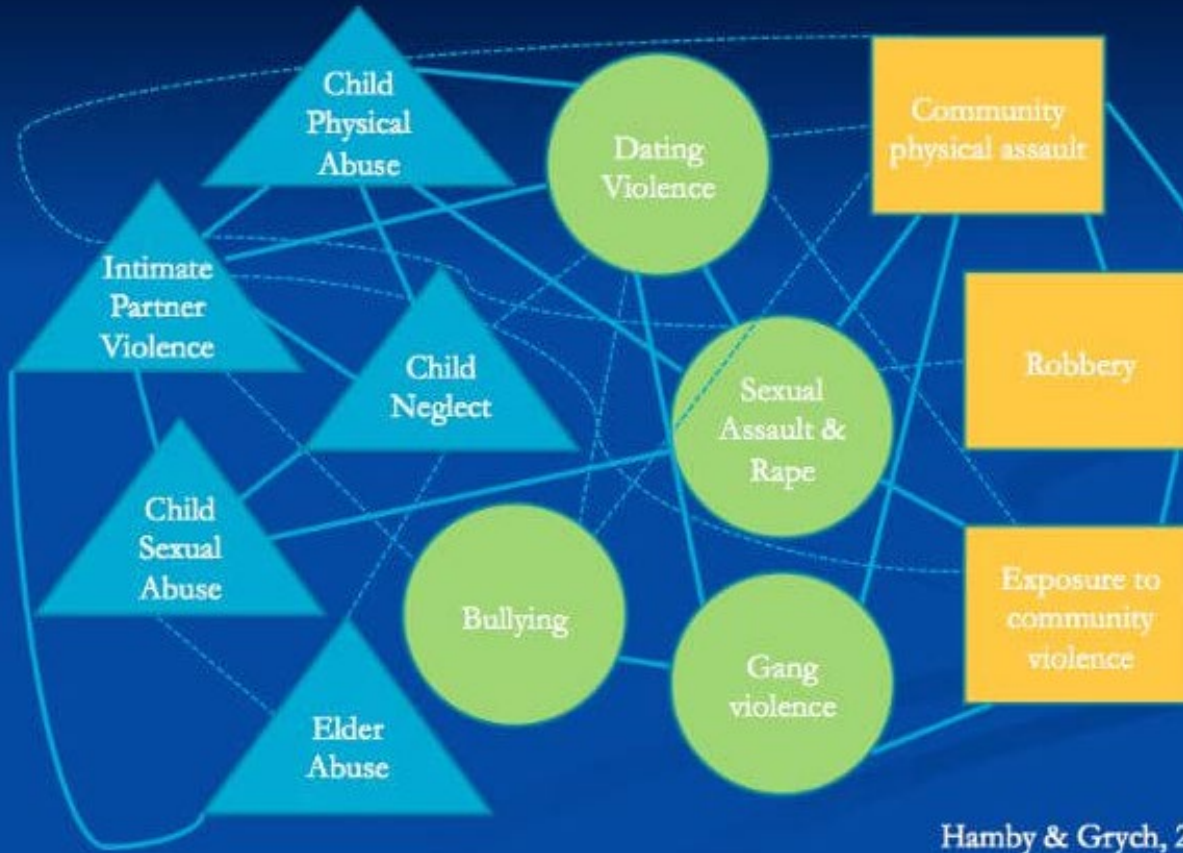 Child
Physical
Abuse
Dating
Violence
Community
physical assault
Intimate
Partner
Violence
Child
Neglect
Sexual
Assault &
Rape
Robbery
Child
Sexual
Abuse
Bullying
Gang
violence
Exposure to
community
violence
Elder
Abuse
Hamby & Grych, 2